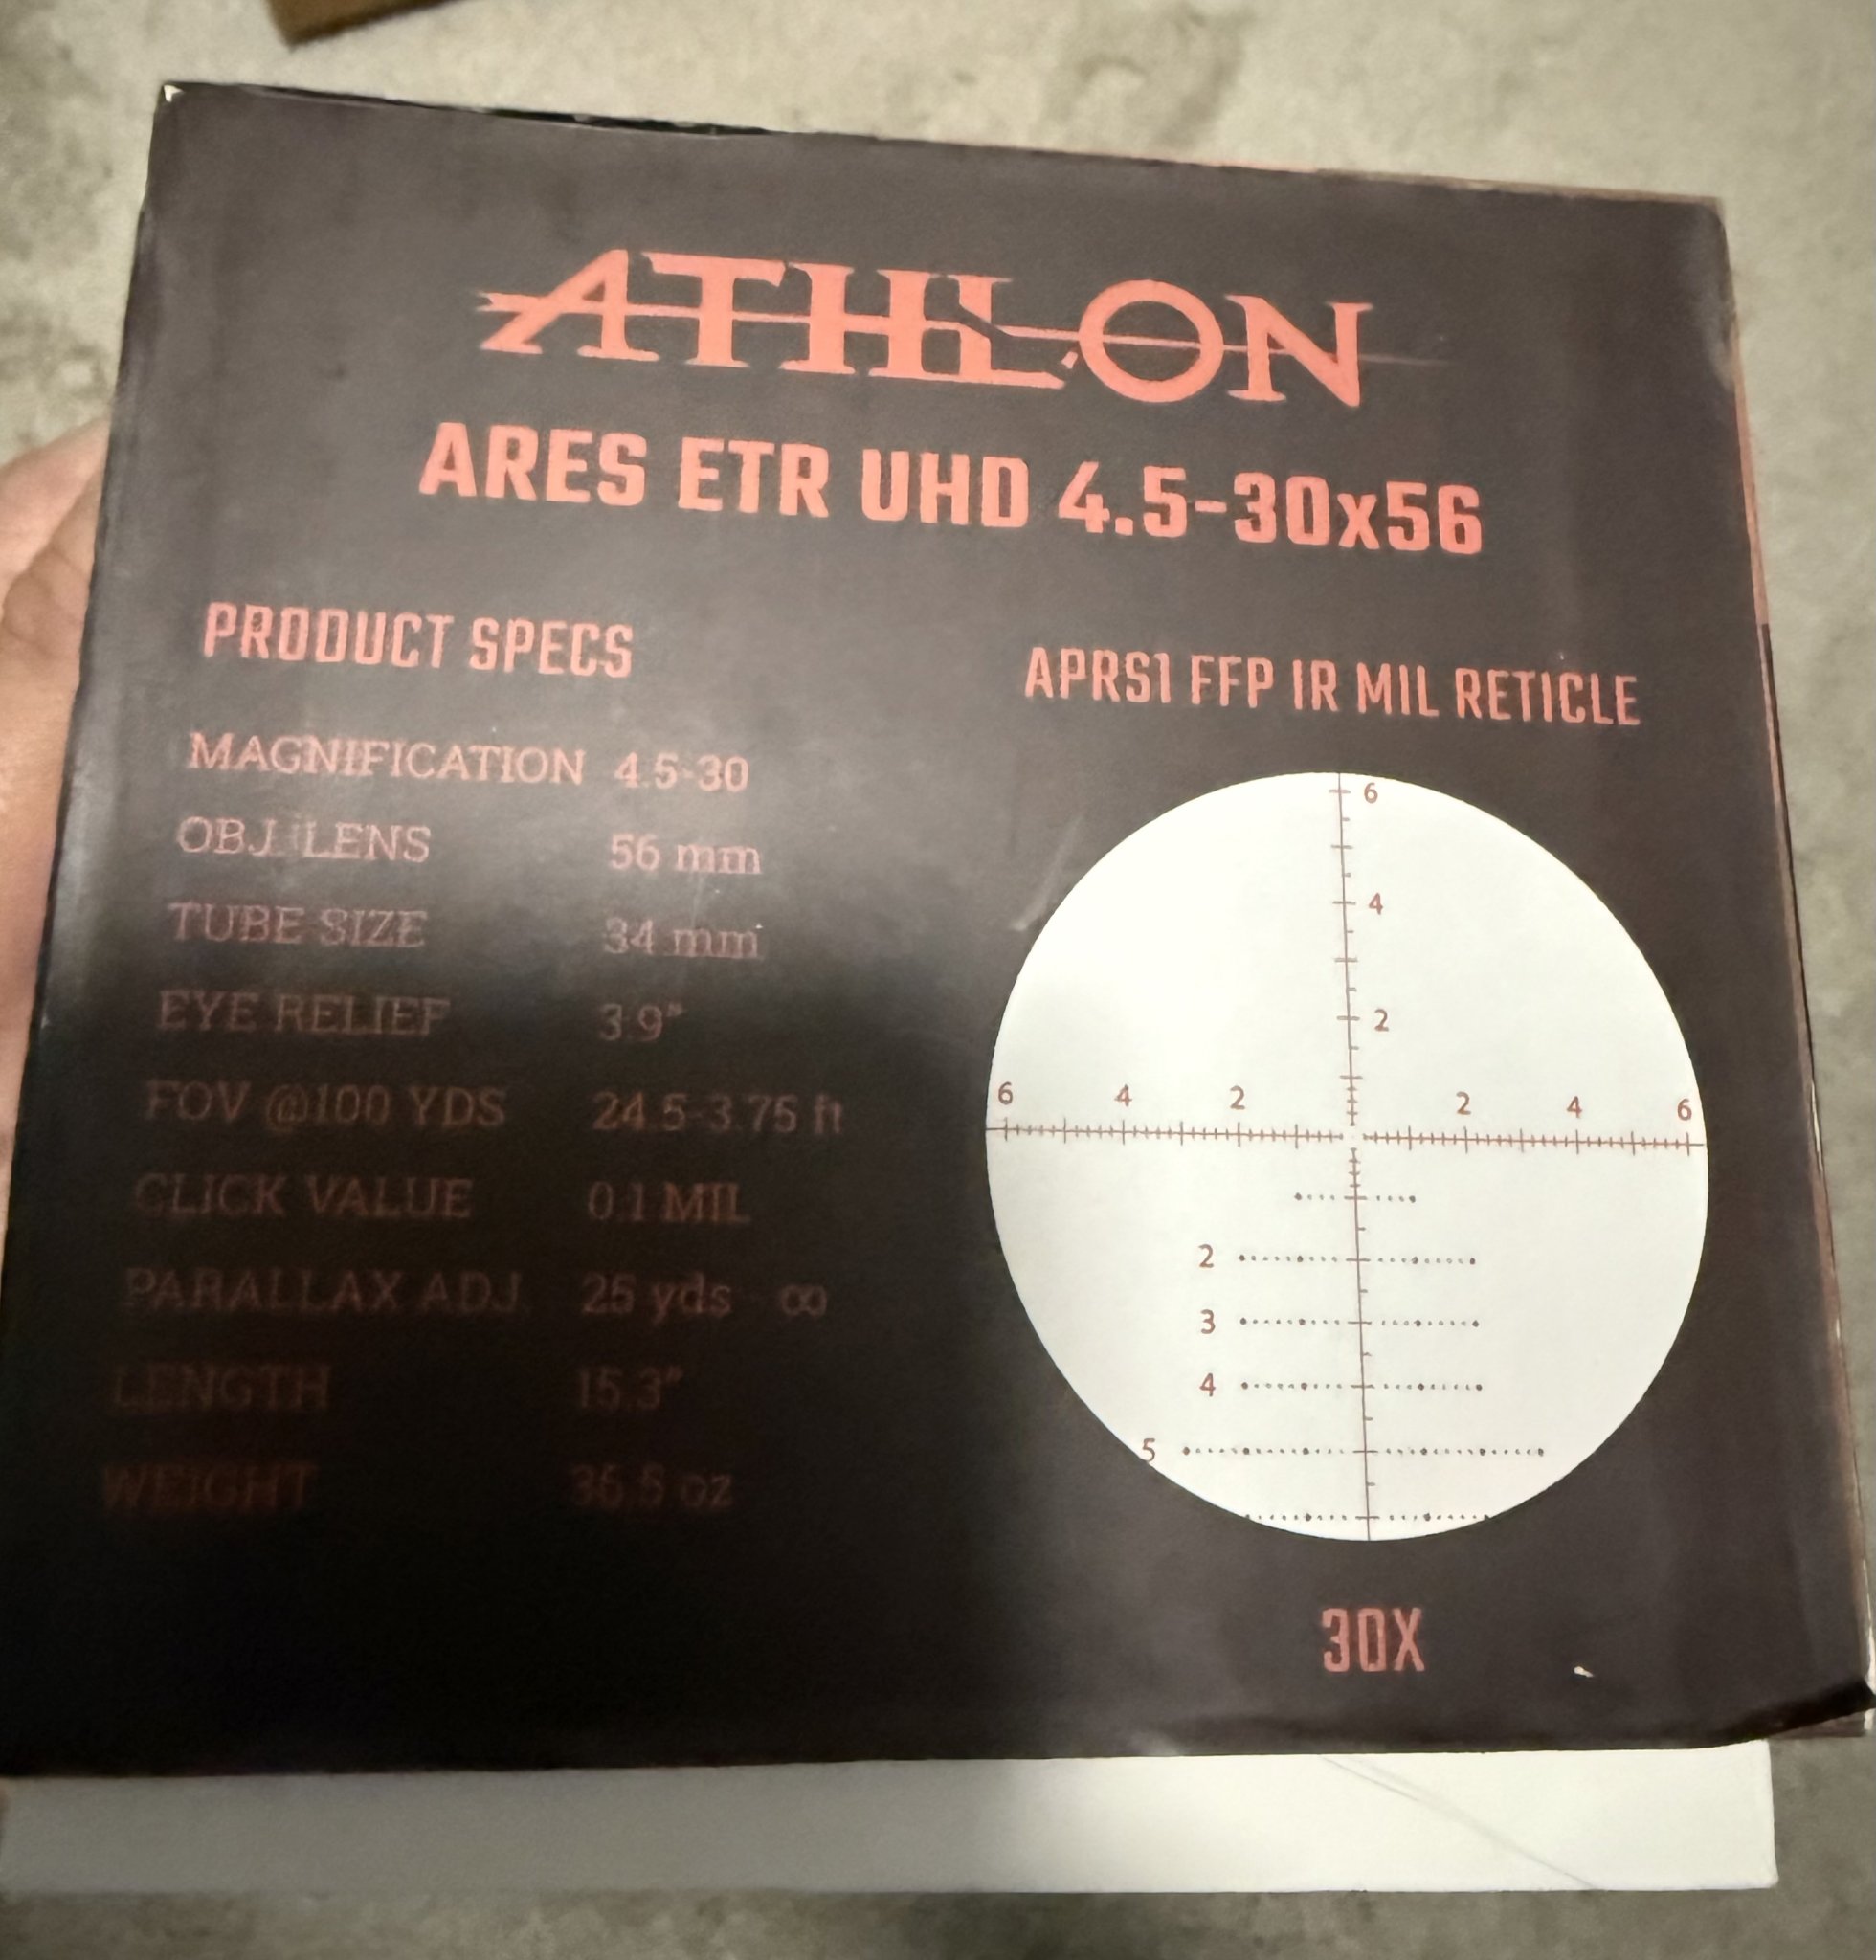 ATHLON
ARES ETR UHD 4.5-30x56
PRODUCT SPECS
MAGNIFICATION 4.5-30
OBJ. LENS 56 mm
TUBE SIZE 34 mm
EYE RELIEF 3.9"
FOV @100 YDS 24.5-3.75 ft
CLICK VALUE 0.1 MIL
PARALLAX ADJ. 25 yds - ∞
LENGTH 15.3"
WEIGHT 36.5 oz
APRS1 FFP IR MIL RETICLE
6
4
2
6 4 2 2 4 6
2
3
4
5
30X